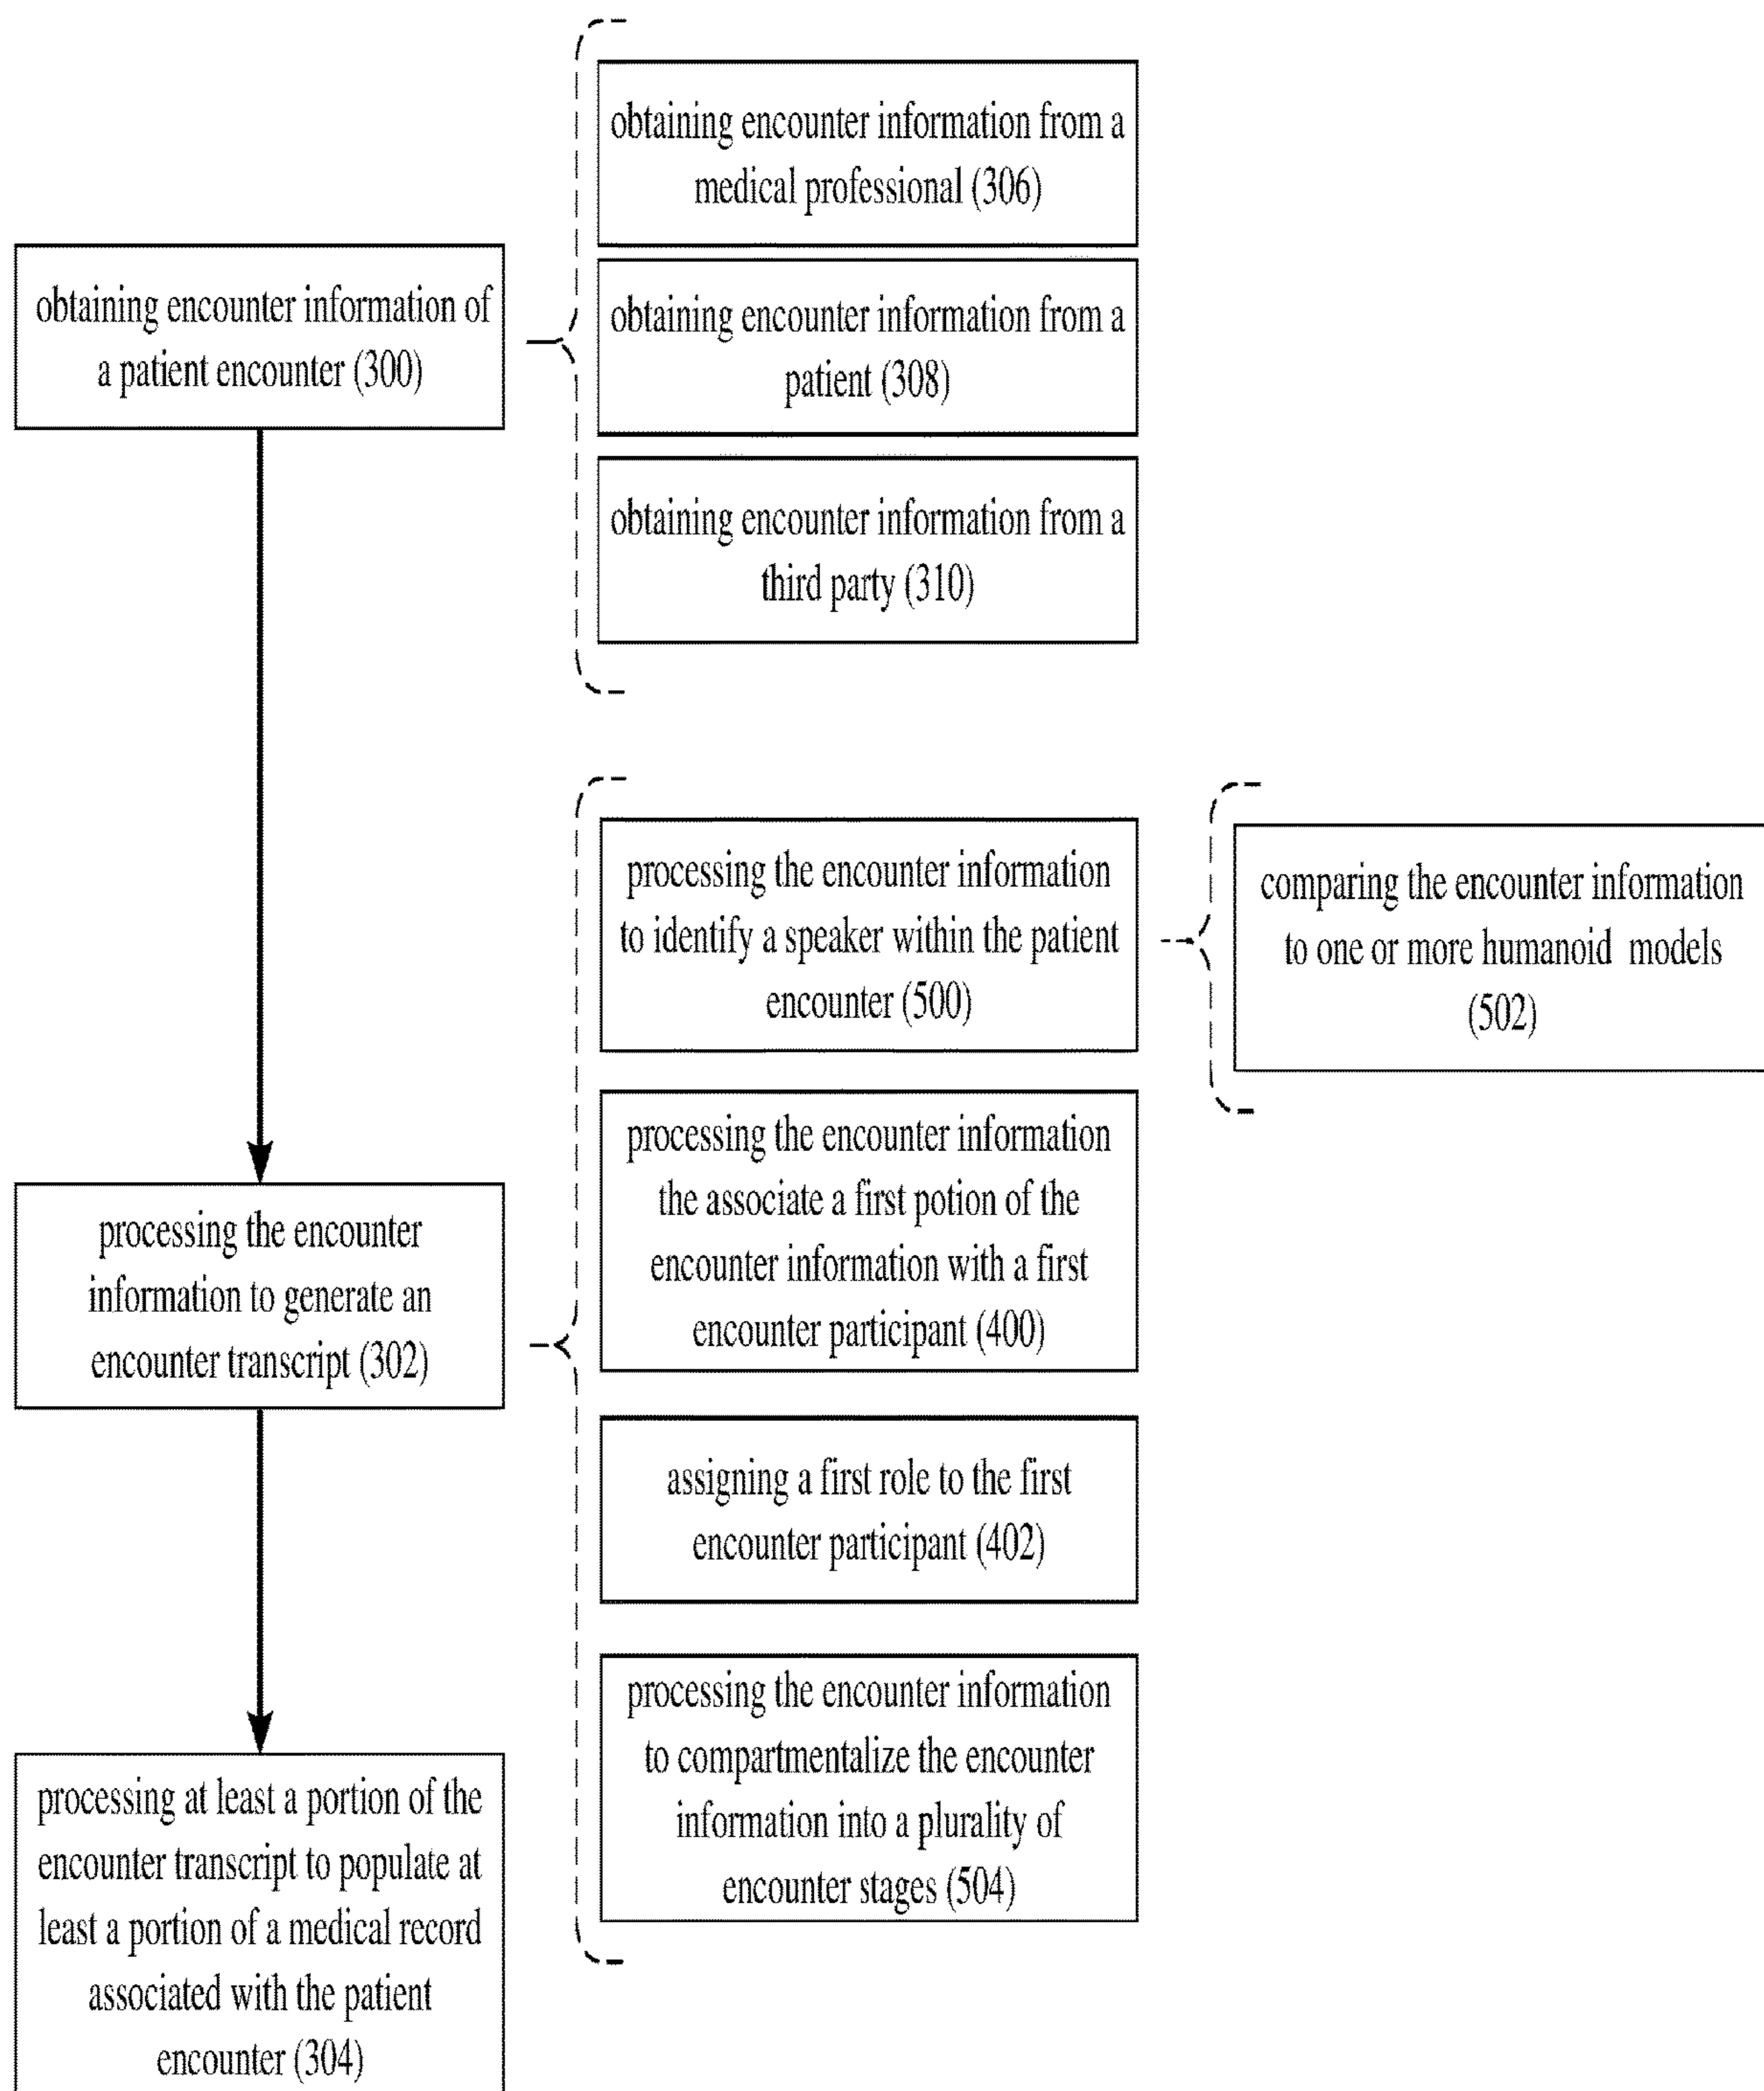 obtaining encounter information of
a patient encounter (300)
obtaining encounter information from a
medical professional (306)
obtaining encounter information from a
patient (308)
obtaining encounter information from a
third party (310)
processing the encounter
information to generate an
encounter transcript (302)
processing the encounter information
to identify a speaker within the patient
encounter (500)
comparing the encounter information
to one or more humanoid models
(502)
processing the encounter information
the associate a first potion of the
encounter information with a first
encounter participant (400)
assigning a first role to the first
encounter participant (402)
processing the encounter information
to compartmentalize the encounter
information into a plurality of
encounter stages (504)
processing at least a portion of the
encounter transcript to populate at
least a portion of a medical record
associated with the patient
encounter (304)